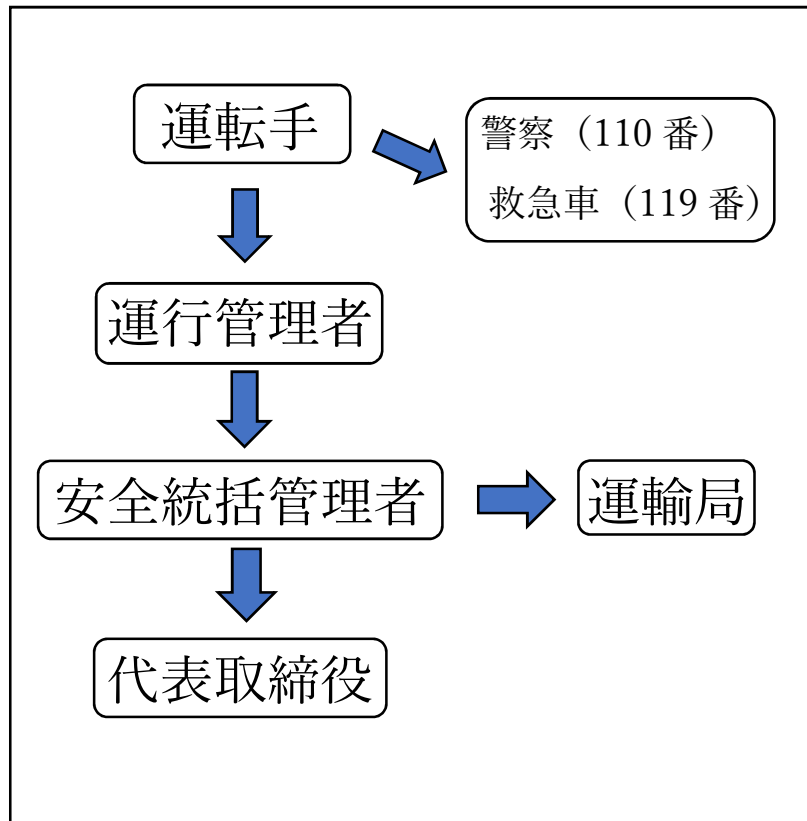 運転手
警察（110 番）
救急車（119 番）
運行管理者
安全統括管理者
運輸局
代表取締役